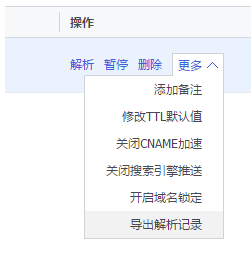 操作
解析 暂停 删除 更多
添加备注
修改TTL默认值
关闭CNAME加速
关闭搜索引擎推送
开启域名锁定
导出解析记录